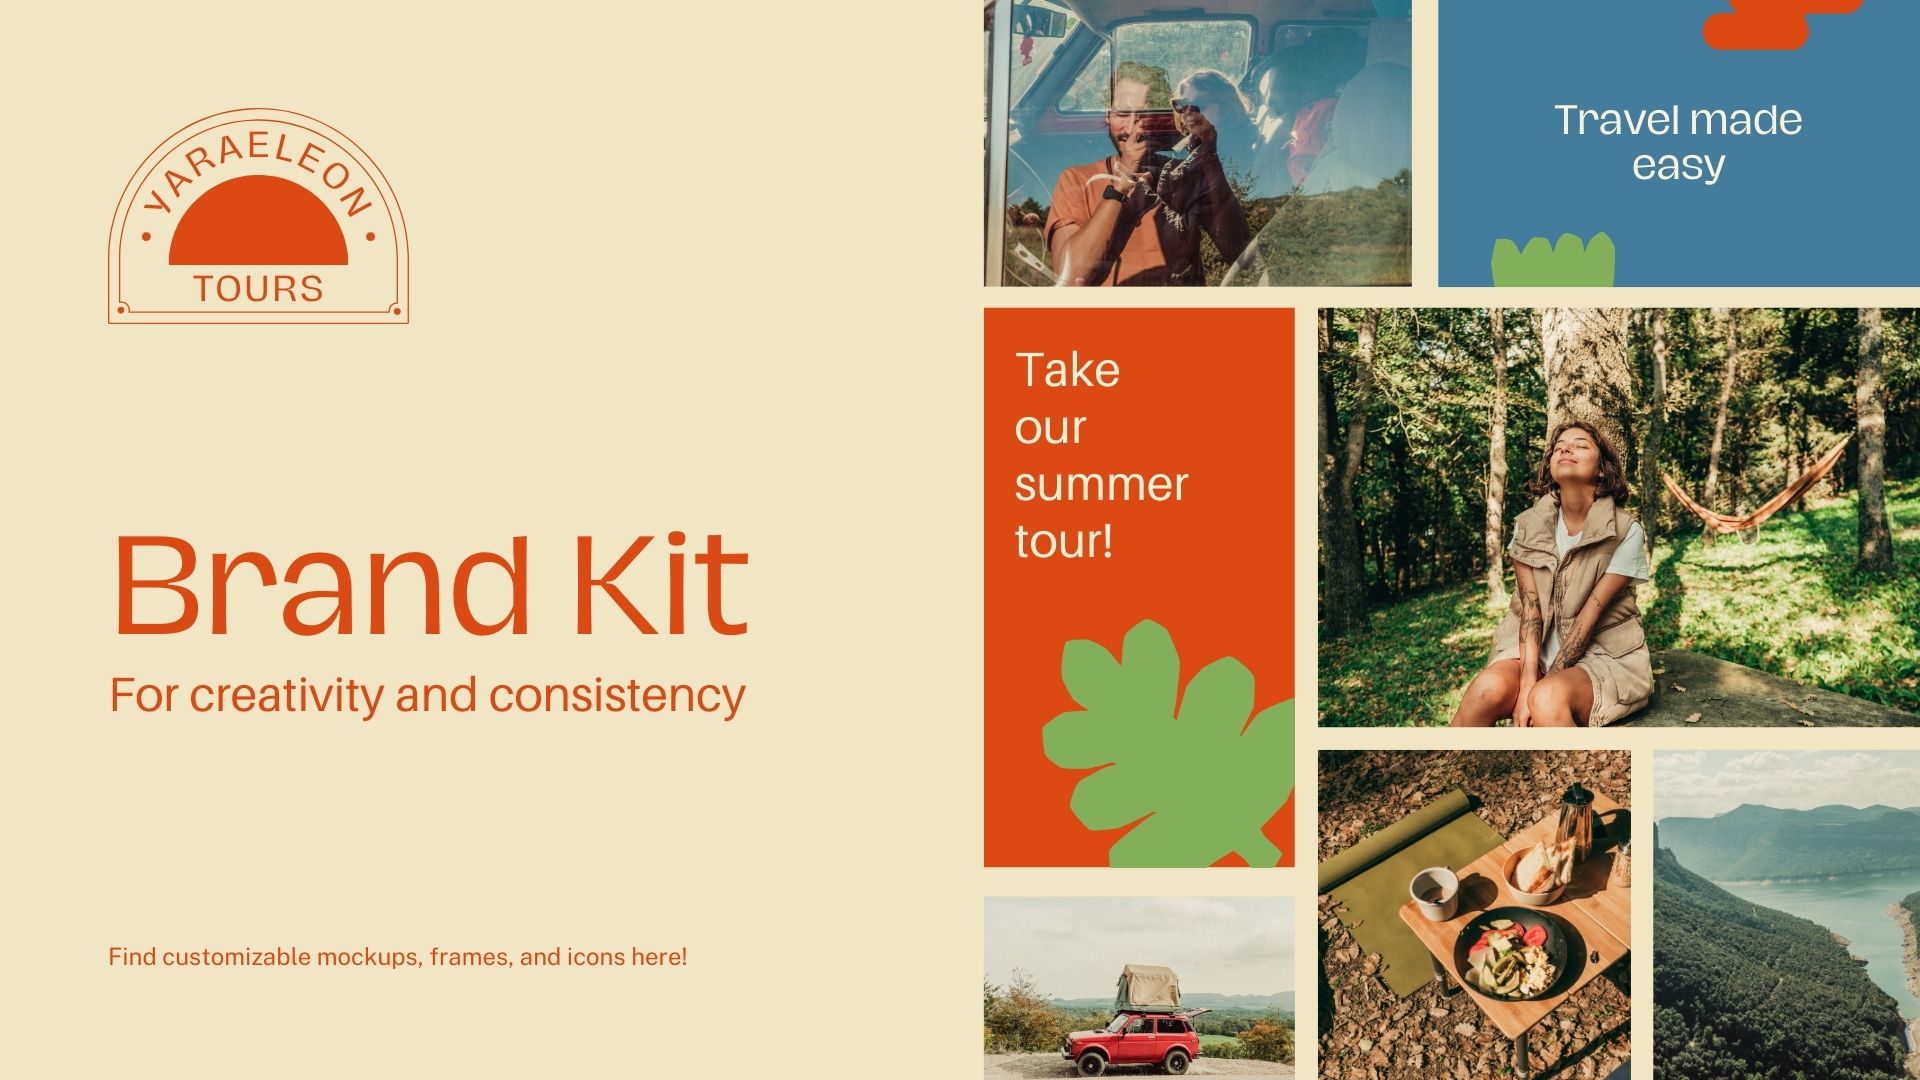 YARAELEON
TOURS
Brand Kit
For creativity and consistency
Find customizable mockups, frames, and icons here!
Travel made
easy
Take
our
summer
tour!